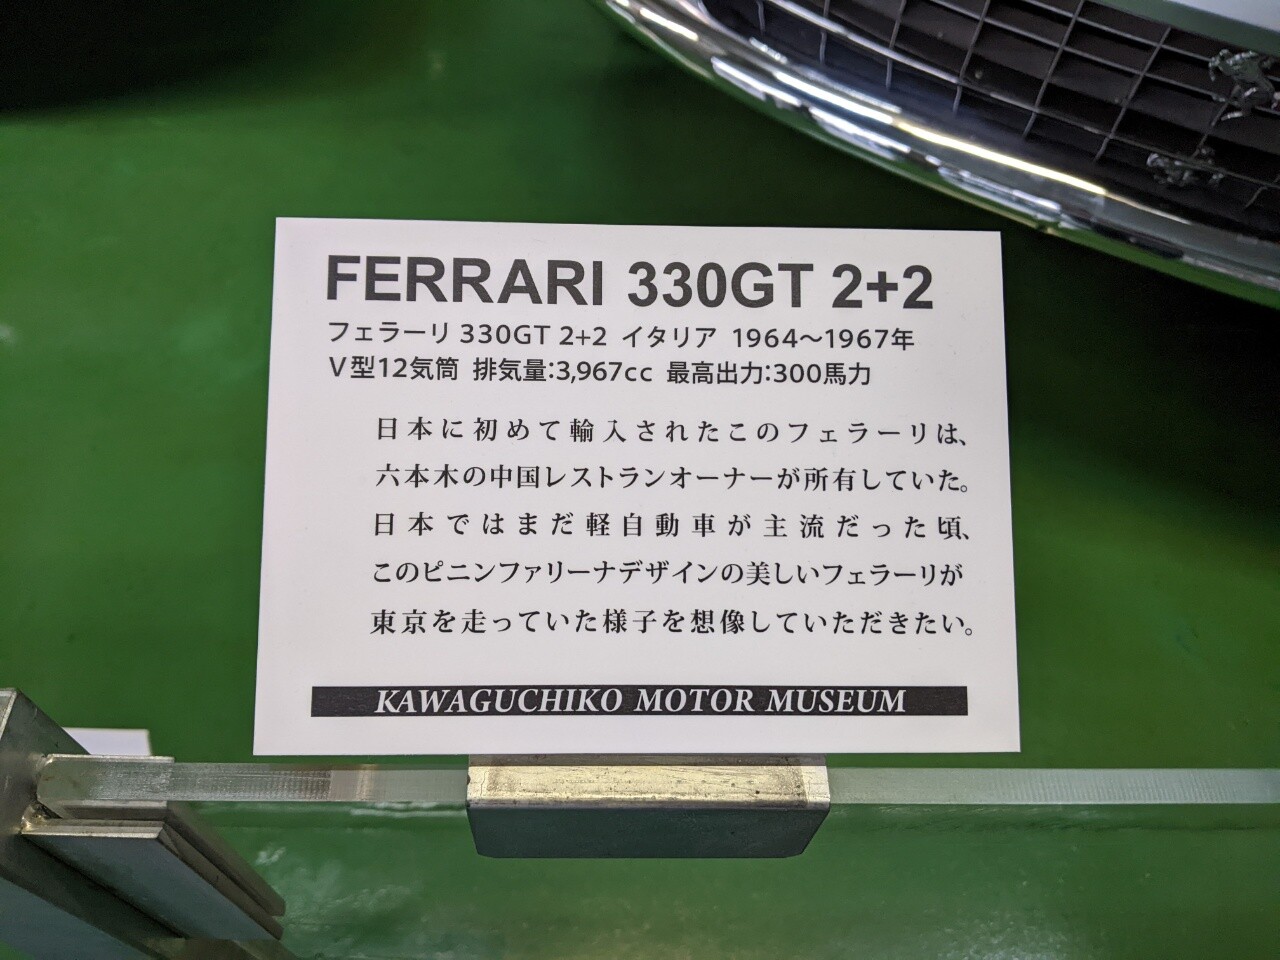 FERRARI 330GT 2+2
フェラーリ 330GT 2+2 イタリア 1964～1967年
V型12気筒 排気量:3,967cc 最高出力:300馬力
日本に初めて輸入されたこのフェラーリは、
六本木の中国レストランオーナーが所有していた。
日本ではまだ軽自動車が主流だった頃、
このピニンファリーナデザインの美しいフェラーリが
東京を走っていた様子を想像していただきたい。
KAWAGUCHIKO MOTOR MUSEUM